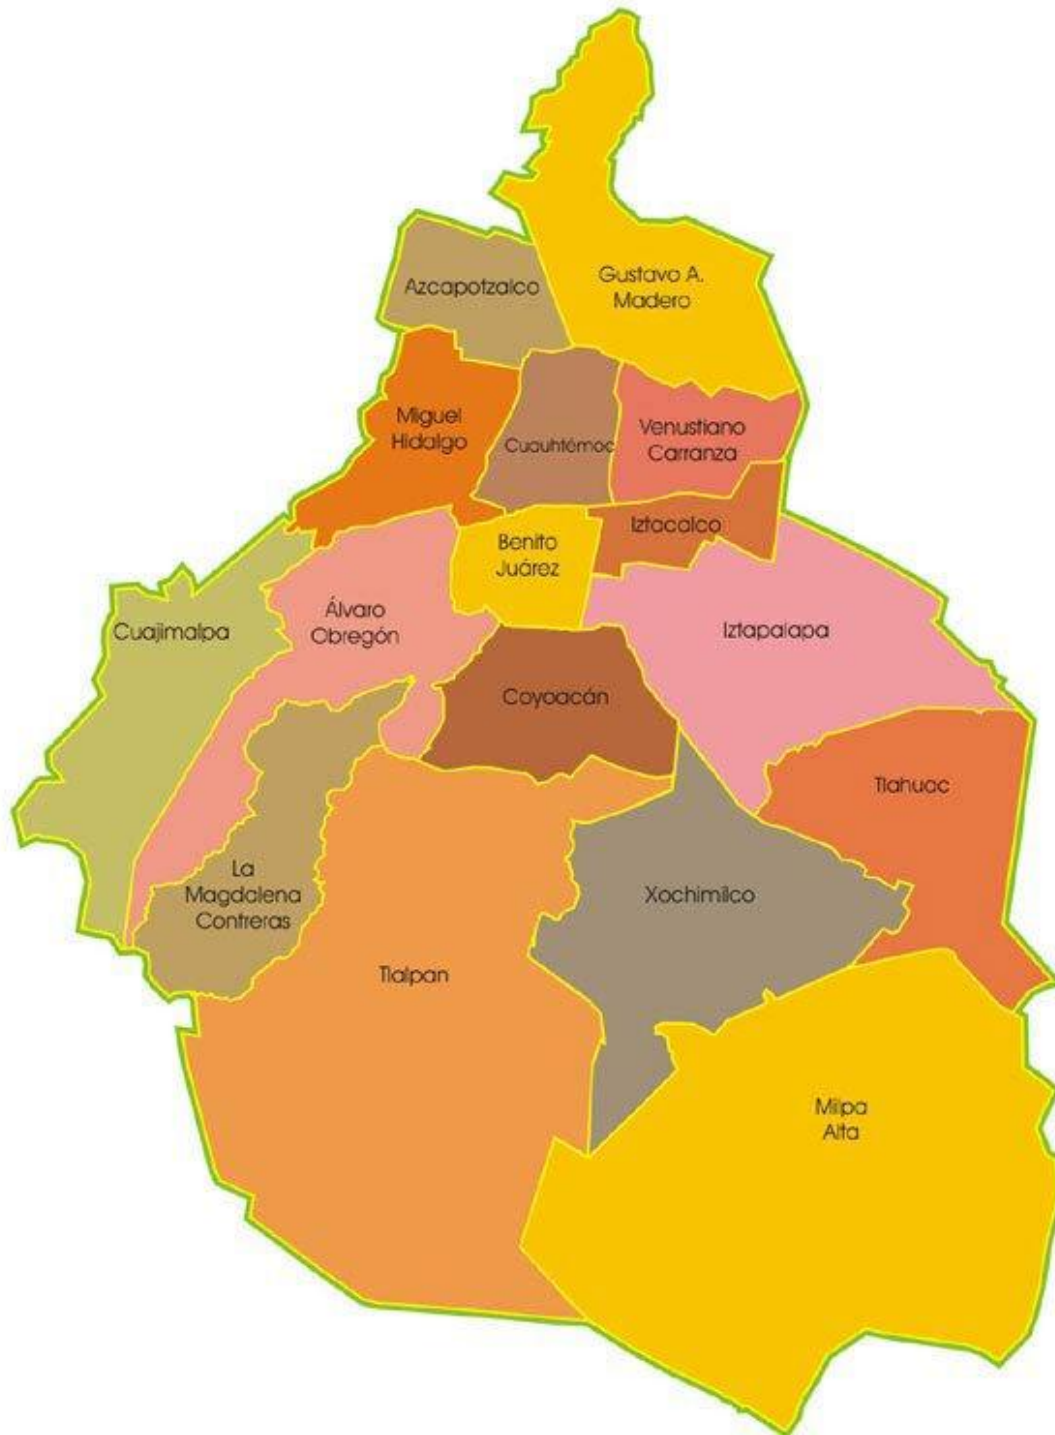 Azcapotzalco
Gustavo A.
Madero
Miguel
Hidalgo
Cuauhtémoc
Venustiano
Carranza
Iztacalco
Benito
Juárez
Cuajimalpa
Álvaro
Obregón
Iztapalapa
Coyoacán
Tlahuac
La
Magdalena
Contreras
Xochimilco
Tlalpan
Milpa
Alta